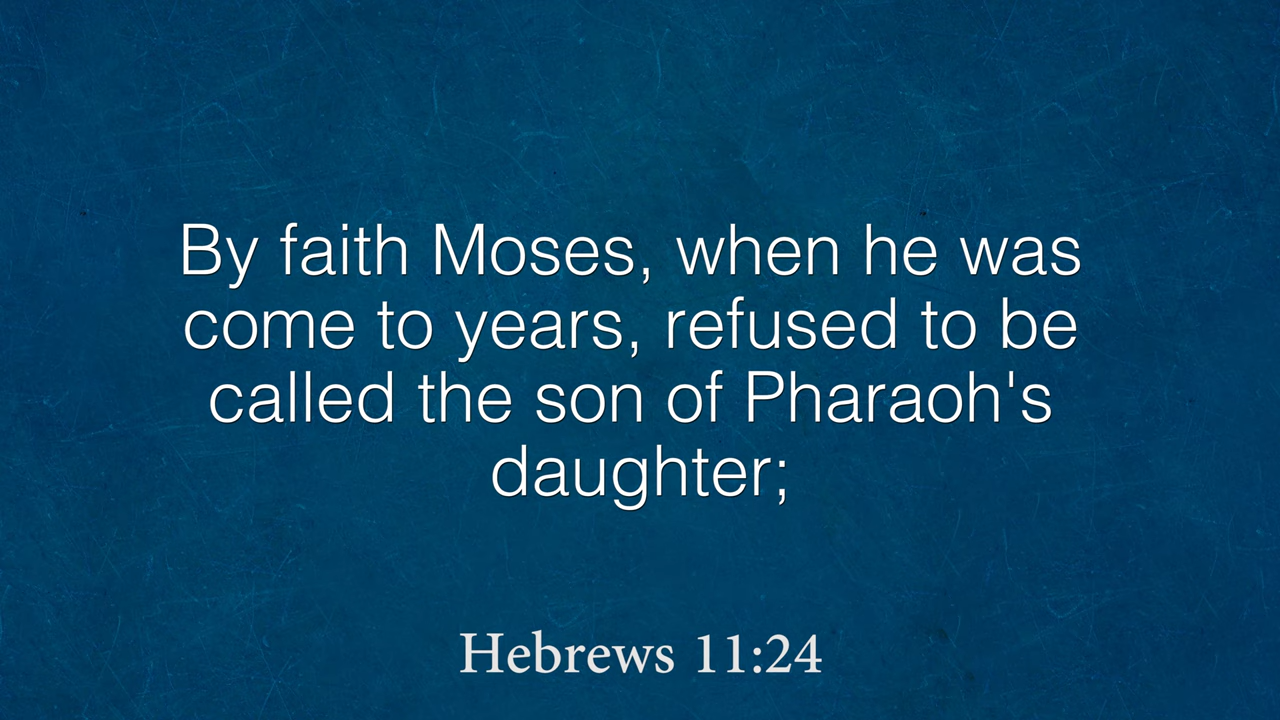 By faith Moses, when he was
come to years, refused to be
called the son of Pharaoh's
daughter;
Hebrews 11:24